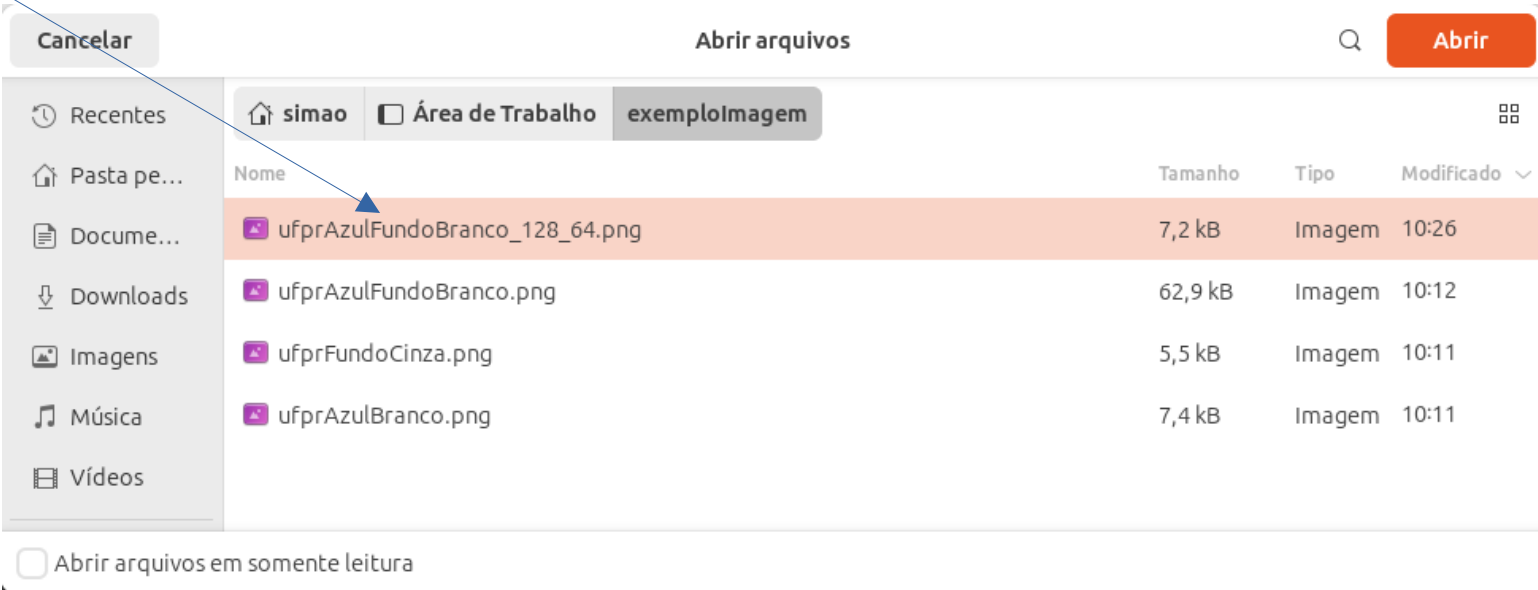 Cancelar Abrir arquivos Abrir
Recentes
Pasta pe...
Docume...
Downloads
Imagens
Música
Vídeos
simao Área de Trabalho exemploImagem
Nome Tamanho Tipo Modificado
ufprAzulFundoBranco_128_64.png 7,2 kB Imagem 10:26
ufprAzulFundoBranco.png 62,9 kB Imagem 10:12
ufprFundoCinza.png 5,5 kB Imagem 10:11
ufprAzulBranco.png 7,4 kB Imagem 10:11
Abrir arquivos em somente leitura